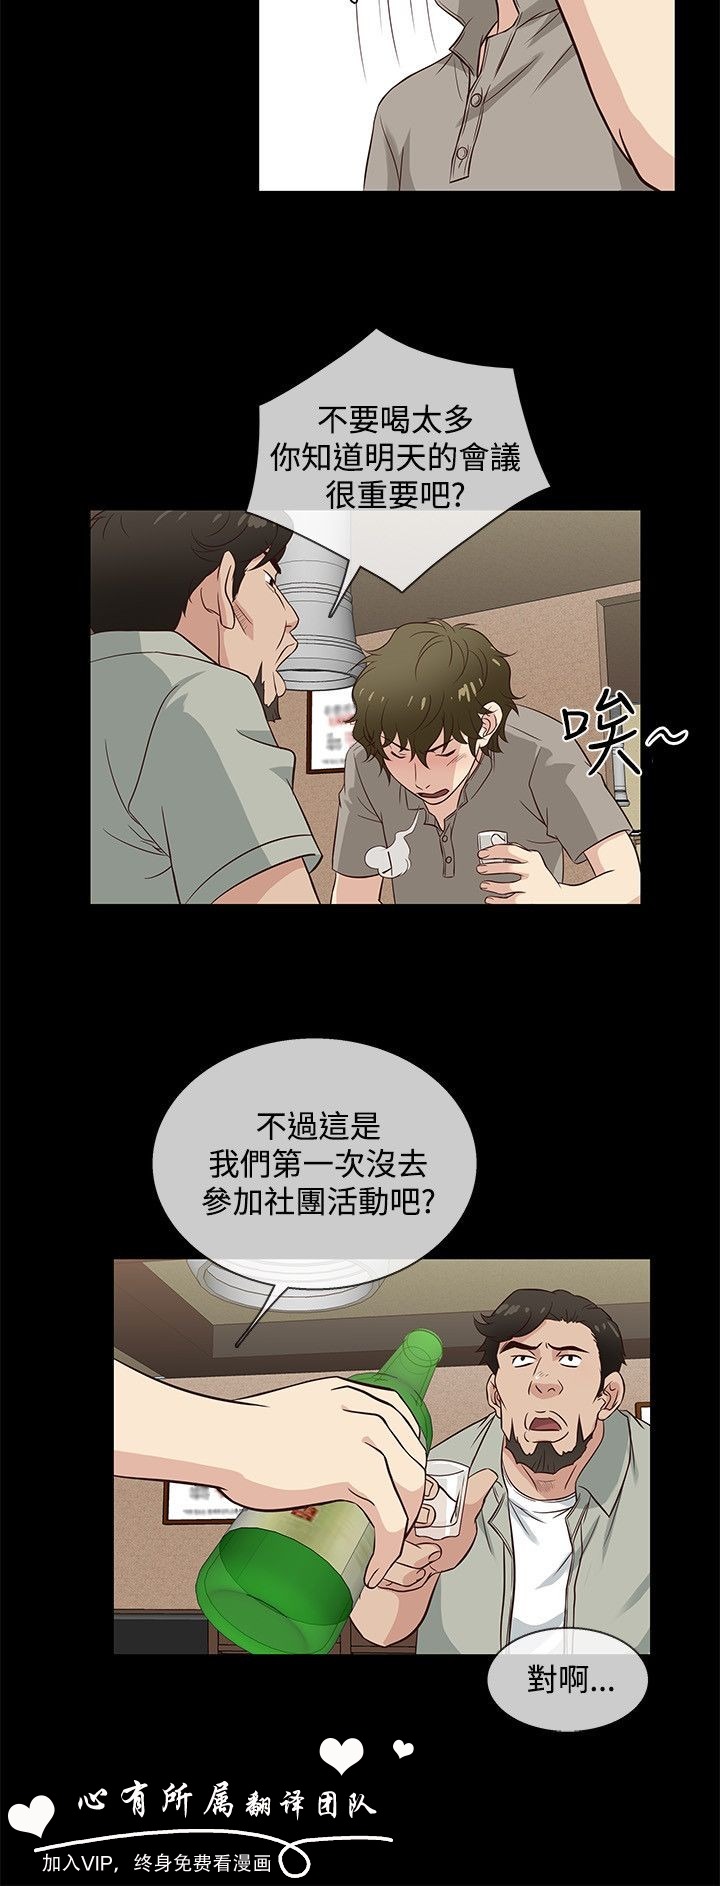 不要喝太多
你知道明天的會議
很重要吧?
唉~
不過這是
我們第一次沒去
參加社團活動吧?
對啊...
心有所属翻译团队
加入VIP，终身免费看漫画